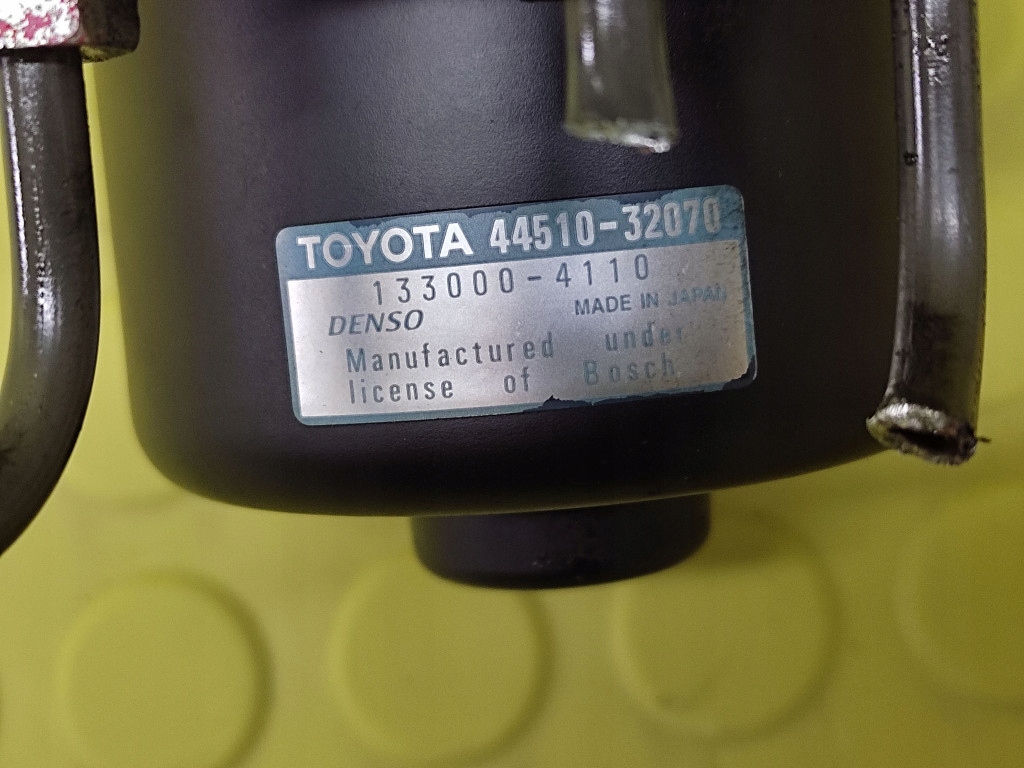 TOYOTA 44510-32070
133000-4110
DENSO MADE IN JAPAN
Manufactured under
license of Bosch